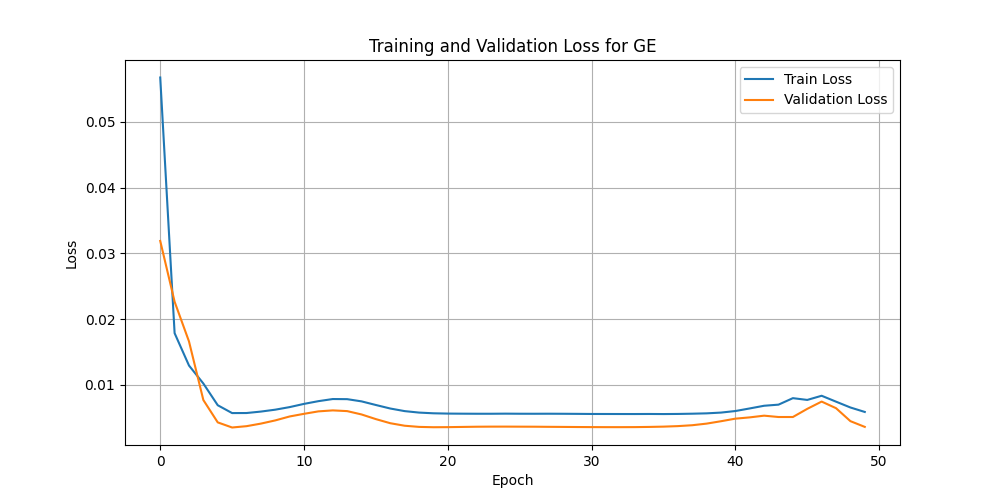 Training and Validation Loss for GE
Train Loss
Validation Loss
Loss
0.05
0.04
0.03
0.02
0.01
0 10 20 30 40 50
Epoch